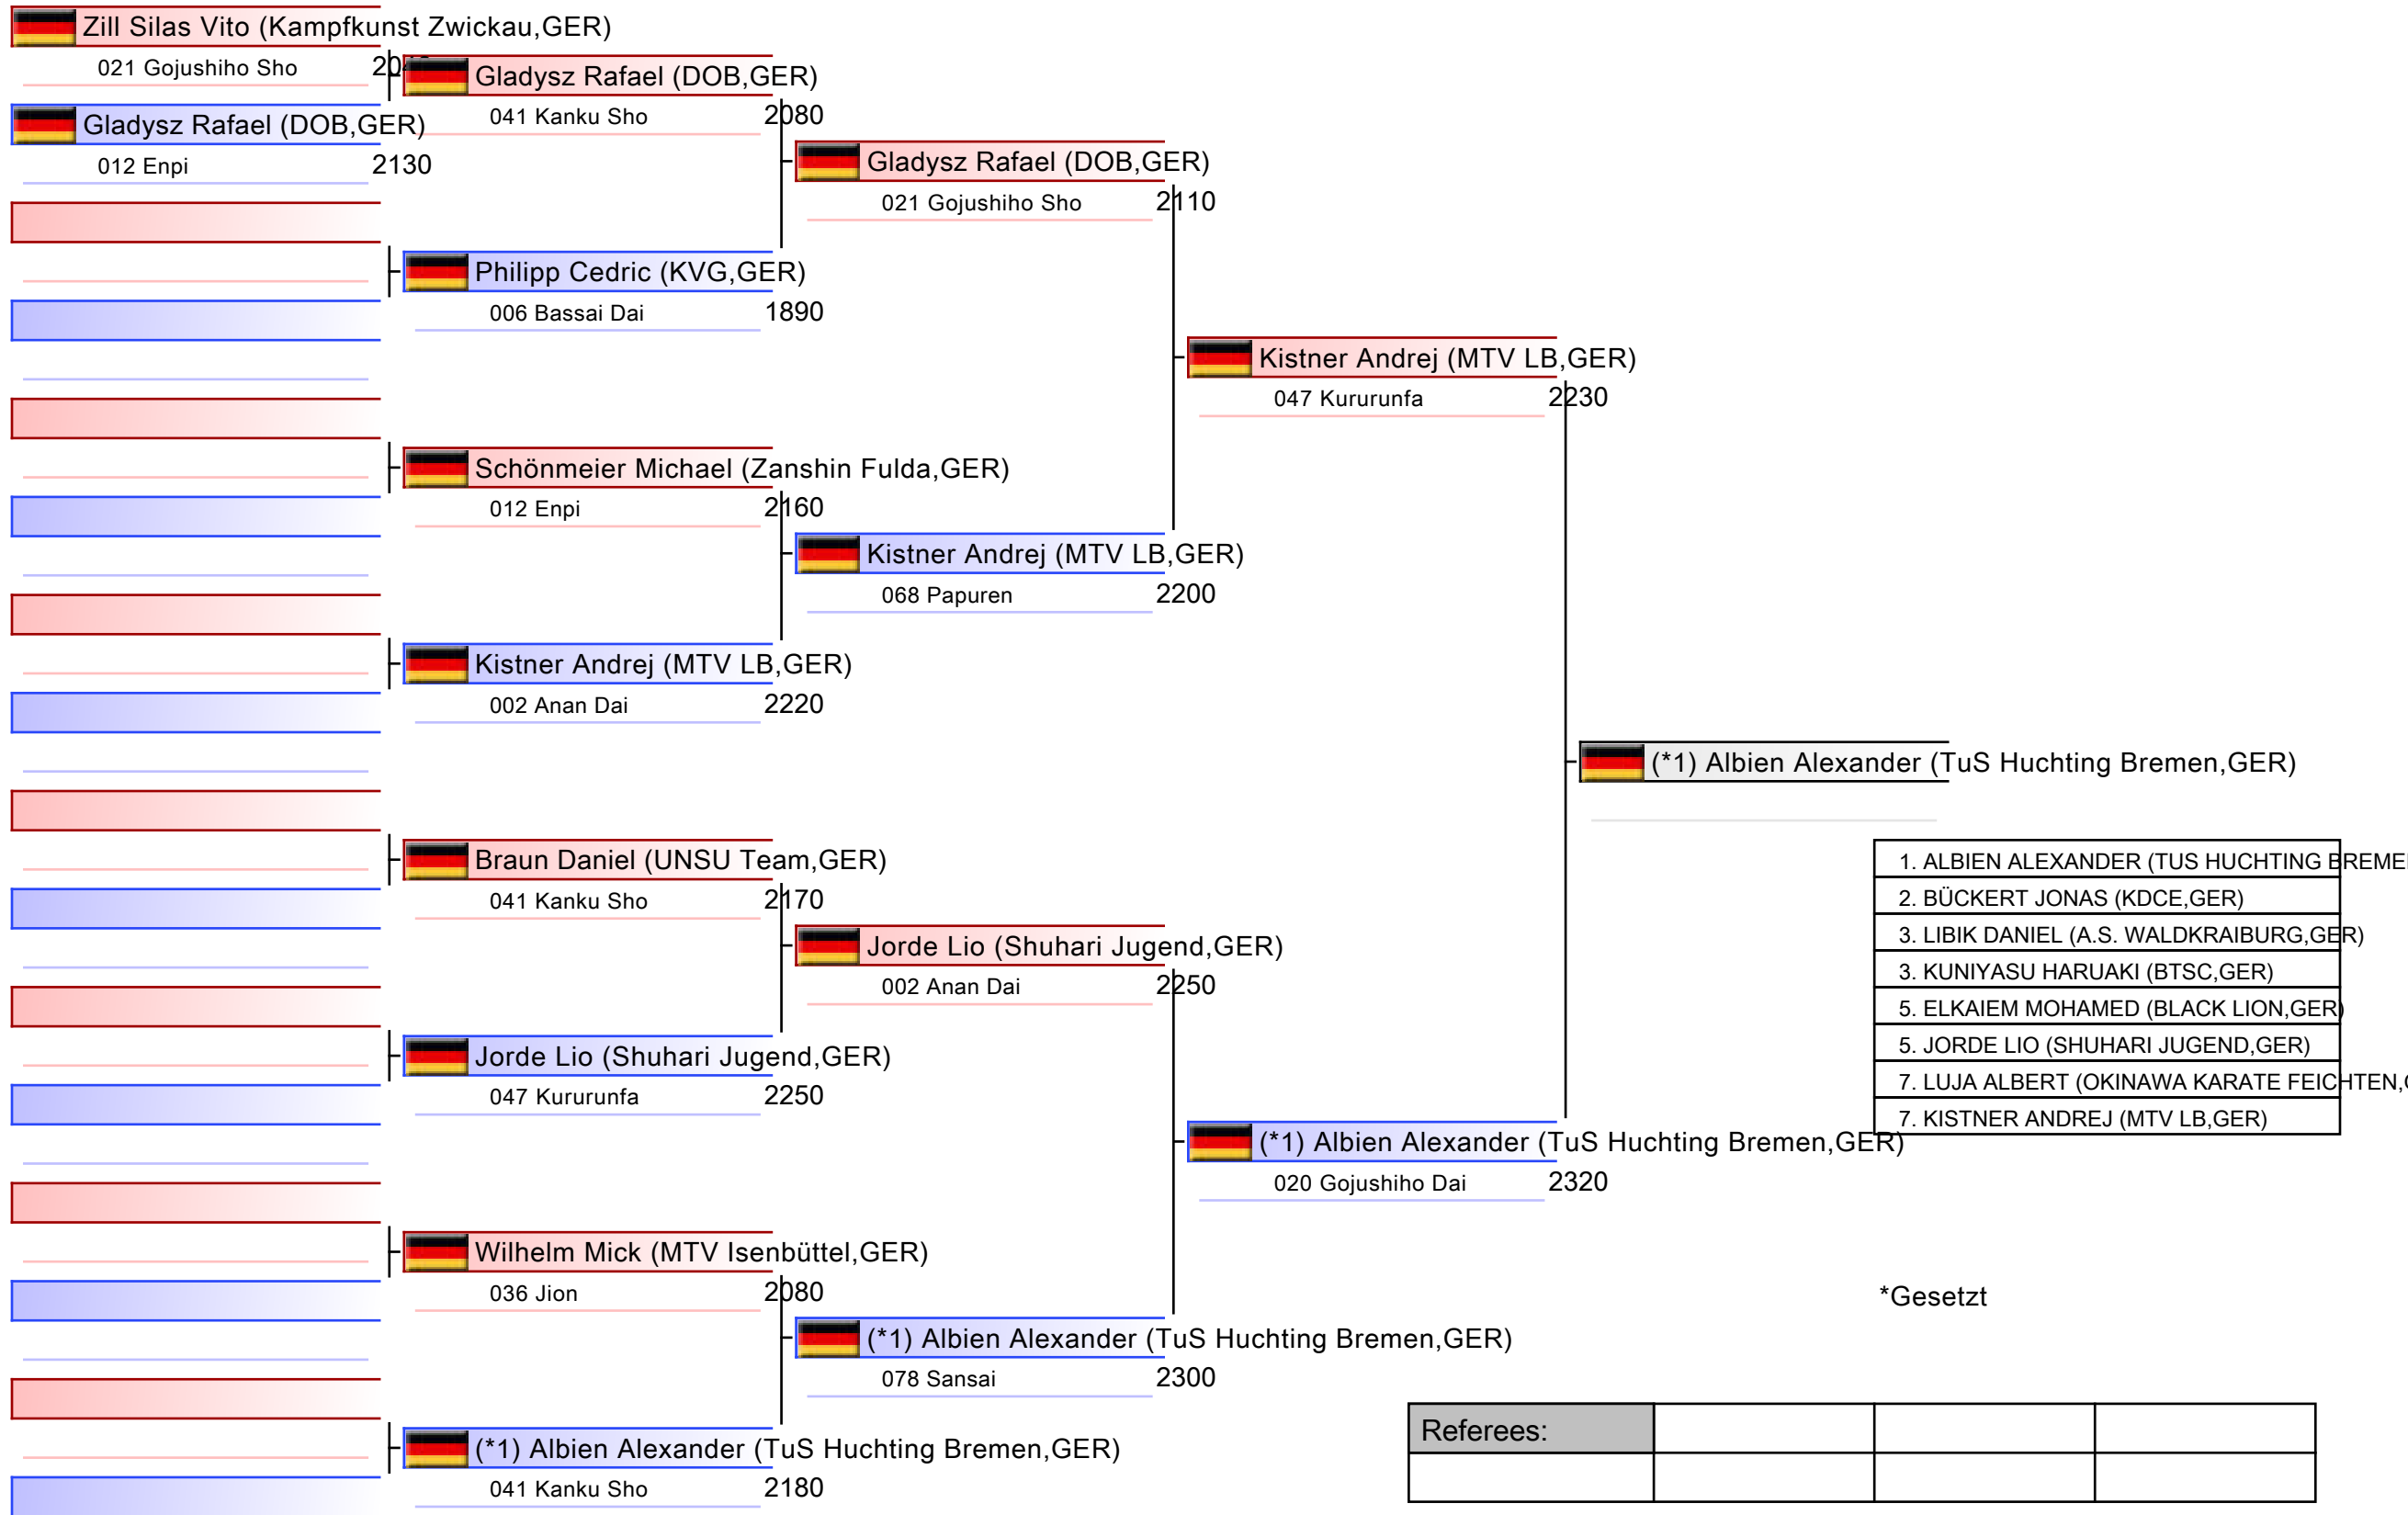 Zill Silas Vito (Kampfkunst Zwickau,GER)
021 Gojushiho Sho
Gladysz Rafael (DOB,GER)
012 Enpi 2130
Gladysz Rafael (DOB,GER)
041 Kanku Sho 2080
Philipp Cedric (KVG,GER)
006 Bassai Dai 1890
Schönmeier Michael (Zanshin Fulda,GER)
012 Enpi 2160
Kistner Andrej (MTV LB,GER)
002 Anan Dai 2220
Braun Daniel (UNSU Team,GER)
041 Kanku Sho 2170
Jorde Lio (Shuhari Jugend,GER)
047 Kururunfa 2250
Wilhelm Mick (MTV Isenbüttel,GER)
036 Jion 2080
(*1) Albien Alexander (TuS Huchting Bremen,GER)
041 Kanku Sho 2180
Gladysz Rafael (DOB,GER)
021 Gojushiho Sho 2110
Kistner Andrej (MTV LB,GER)
068 Papuren 2200
Jorde Lio (Shuhari Jugend,GER)
002 Anan Dai 2250
(*1) Albien Alexander (TuS Huchting Bremen,GER)
078 Sansai 2300
Kistner Andrej (MTV LB,GER)
047 Kururunfa 2230
(*1) Albien Alexander (TuS Huchting Bremen,GER)
020 Gojushiho Dai 2320
(*1) Albien Alexander (TuS Huchting Bremen,GER)
1. ALBIEN ALEXANDER (TUS HUCHTING BREME
2. BÜCKERT JONAS (KDCE,GER)
3. LIBIK DANIEL (A.S. WALDKRAIBURG,GER)
3. KUNIYASU HARUAKI (BTSC,GER)
5. ELKAIEM MOHAMED (BLACK LION,GER)
5. JORDE LIO (SHUHARI JUGEND,GER)
7. LUJA ALBERT (OKINAWA KARATE FEICHTEN,
7. KISTNER ANDREJ (MTV LB,GER)
*Gesetzt
Referees: